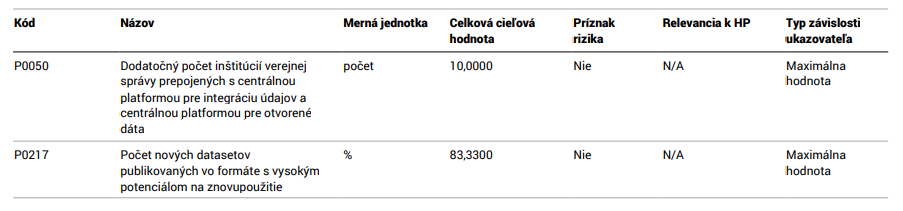 Kód Názov Merná jednotka Celková cieľová Príznak Relevancia k HP Typ závislosti
hodnota rizika ukazovateľa
P0050 Dodatočný počet inštitúcií verejnej počet 10,0000 Nie N/A Maximálna
správy prepojených s centrálnou hodnota
platformou pre integráciu údajov a
centrálnou platformou pre otvorené
dáta
P0217 Počet nových datasetov % 83,3300 Nie N/A Maximálna
publikovaných vo formáte s vysokým hodnota
potenciálom na znovupoužitie